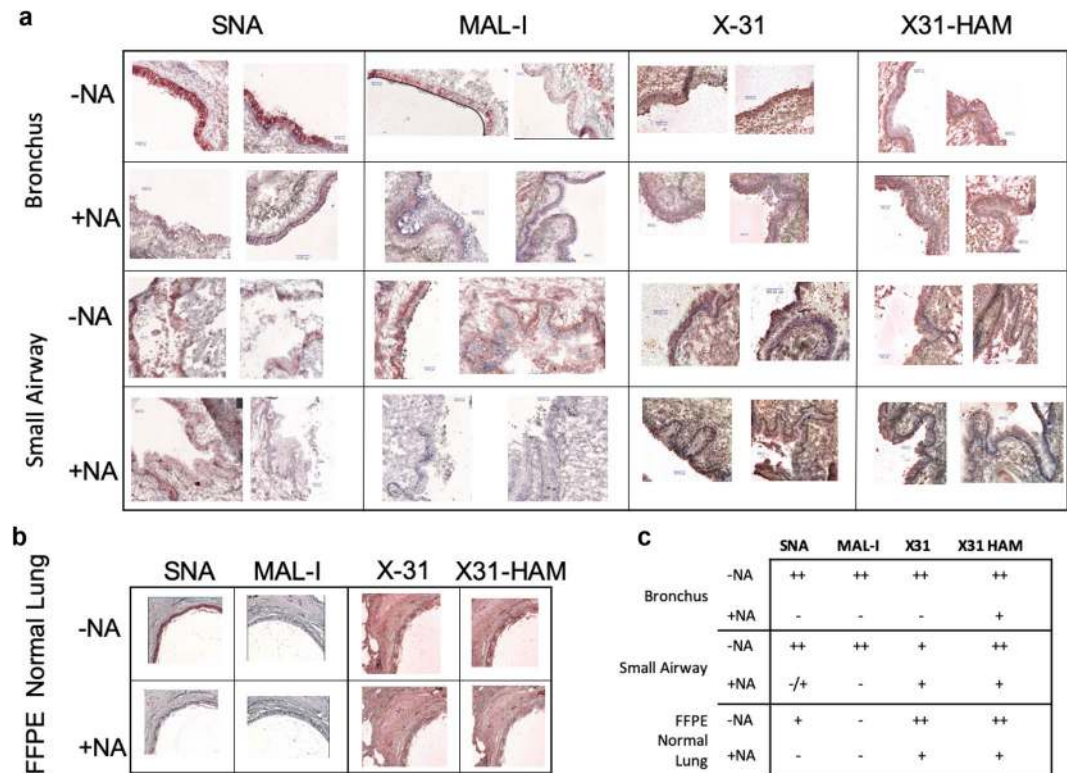 a
SNA MAL-I X-31 X31-HAM
Bronchus
-NA
+NA
Small Airway
-NA
+NA
b
FFPE Normal Lung
SNA MAL-I X-31 X31-HAM
-NA
+NA
c
SNA MAL-I X31 X31 HAM
Bronchus
-NA ++ ++ ++ ++
+NA - - - +
Small Airway
-NA ++ ++ + ++
+NA -/+ - + +
FFPE Normal Lung
-NA + - ++ ++
+NA - - + +